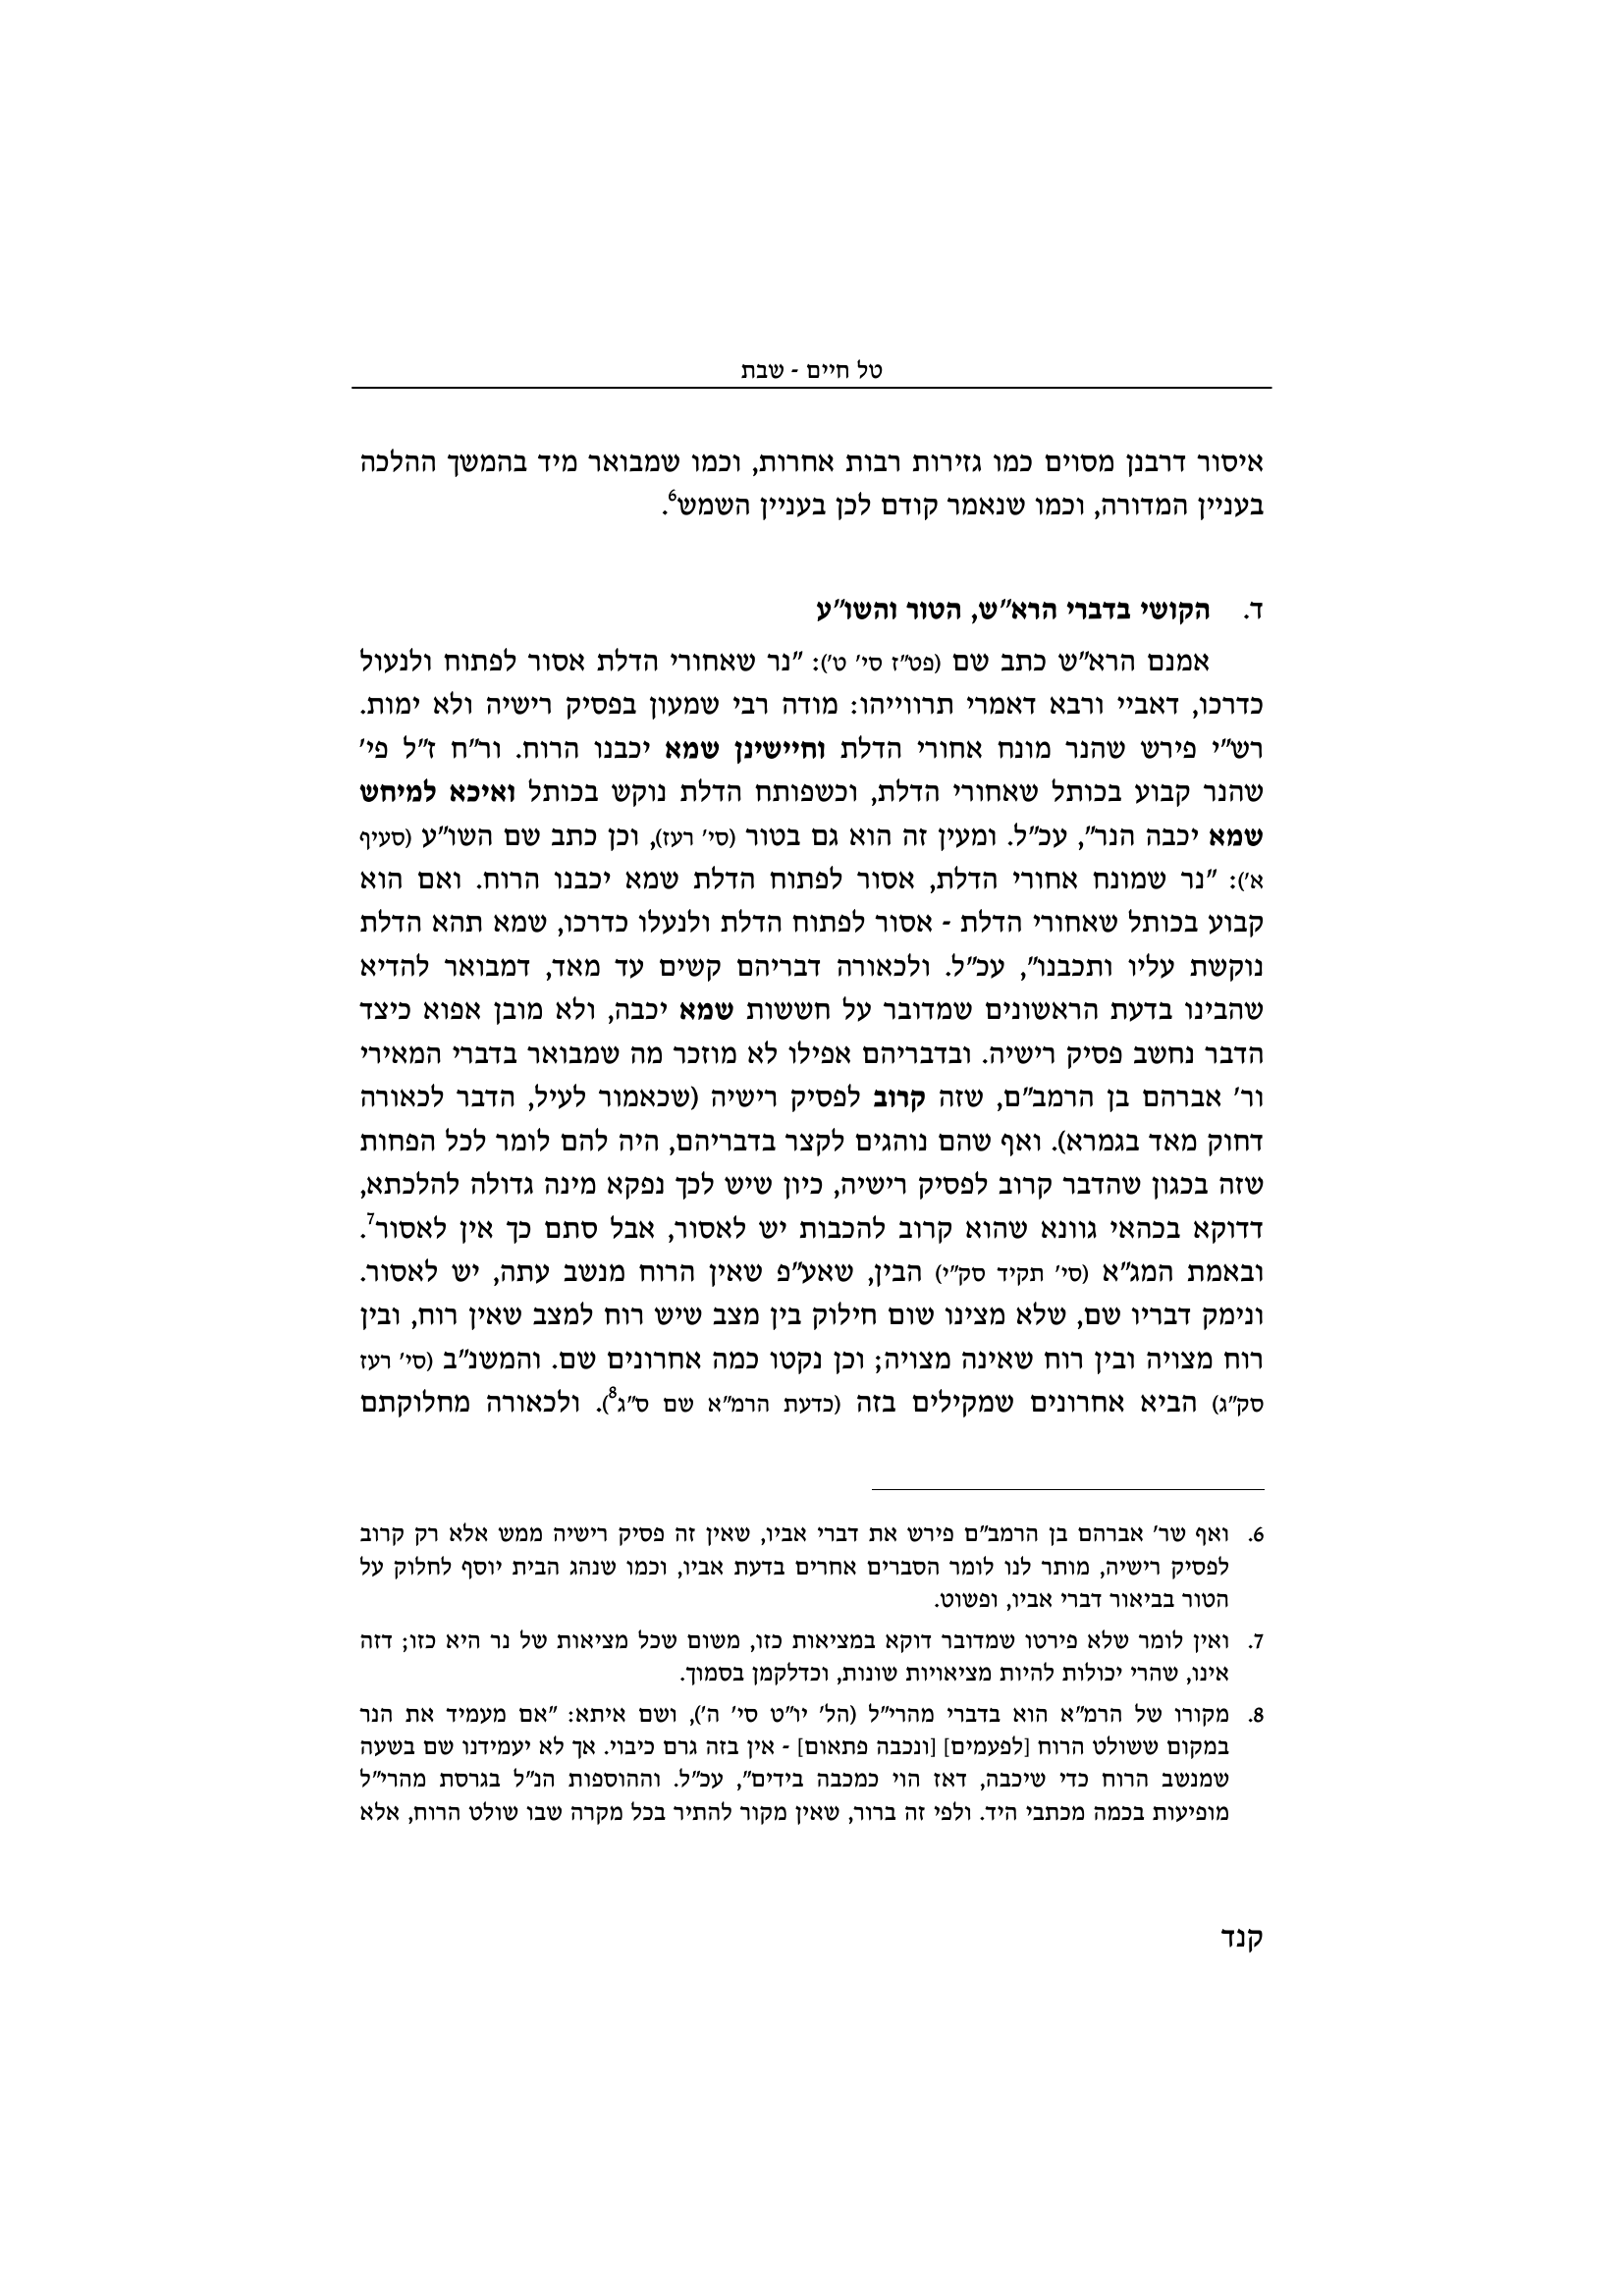 טל חיים - שבת
איסור דרבנן מסוים כמו גזירות רבות אחרות, וכמו שמבואר מיד בהמשך ההלכה
בעניין המדורה, וכמו שנאמר קודם לכן בעניין השמש6.
ד. הקושי בדברי הרא"ש, הטור והשו"ע
אמנם הרא"ש כתב שם (פט"ז סי' ט'): "נר שאחורי הדלת אסור לפתוח ולנעול
כדרכו, דאביי ורבא דאמרי תרווייהו: מודה רבי שמעון בפסיק רישיה ולא ימות.
רש"י פירש שהנר מונח אחורי הדלת וחיישינן שמא יכבנו הרוח. ור"ח ז"ל פי'
שהנר קבוע בכותל שאחורי הדלת, וכשפותח הדלת נוקש בכותל ואיכא למיחש
שמא יכבה הנר", עכ"ל. ומעין זה הוא גם בטור (סי' רעז), וכן כתב שם השו"ע (סעיף
א'): "נר שמונח אחורי הדלת, אסור לפתוח הדלת שמא יכבנו הרוח. ואם הוא
קבוע בכותל שאחורי הדלת - אסור לפתוח הדלת ולנעלו כדרכו, שמא תהא הדלת
נוקשת עליו ותכבנו", עכ"ל. ולכאורה דבריהם קשים עד מאד, דמבואר להדיא
שהבינו בדעת הראשונים שמדובר על חששות שמא יכבה, ולא מובן אפוא כיצד
הדבר נחשב פסיק רישיה. ובדבריהם אפילו לא מוזכר מה שמבואר בדברי המאירי
ור' אברהם בן הרמב"ם, שזה קרוב לפסיק רישיה (שכאמור לעיל, הדבר לכאורה
דחוק מאד בגמרא). ואף שהם נוהגים לקצר בדבריהם, היה להם לומר לכל הפחות
שזה בכגון שהדבר קרוב לפסיק רישיה, כיון שיש לכך נפקא מינה גדולה להלכתא,
דדוקא בכהאי גוונא שהוא קרוב להכבות יש לאסור, אבל סתם כך אין לאסור7.
ובאמת המג"א (סי' תקיד סק"י) הבין, שאע"פ שאין הרוח מנשב עתה, יש לאסור.
ונימק דבריו שם, שלא מצינו שום חילוק בין מצב שיש רוח למצב שאין רוח, ובין
רוח מצויה ובין רוח שאינה מצויה; וכן נקטו כמה אחרונים שם. והמשנ"ב (סי' רעז
סק"ג) הביא אחרונים שמקילים בזה (כדעת הרמ"א שם ס"ג8). ולכאורה מחלוקתם
6. ואף שר' אברהם בן הרמב"ם פירש את דברי אביו, שאין זה פסיק רישיה ממש אלא רק קרוב
לפסיק רישיה, מותר לנו לומר הסברים אחרים בדעת אביו, וכמו שנהג הבית יוסף לחלוק על
הטור בביאור דברי אביו, ופשוט.
7. ואין לומר שלא פירטו שמדובר דוקא במציאות כזו, משום שכל מציאות של נר היא כזו; דזה
אינו, שהרי יכולות להיות מציאויות שונות, וכדלקמן בסמוך.
8. מקורו של הרמ"א הוא בדברי מהרי"ל (הל' יו"ט סי' ה'), ושם איתא: "אם מעמיד את הנר
במקום ששולט הרוח [לפעמים] [ונכבה פתאום] - אין בזה גרם כיבוי. אך לא יעמידנו שם בשעה
שמנשב הרוח כדי שיכבה, דאז הוי כמכבה בידים", עכ"ל. וההוספות הנ"ל בגרסת מהרי"ל
מופיעות בכמה מכתבי היד. ולפי זה ברור, שאין מקור להתיר בכל מקרה שבו שולט הרוח, אלא
קנד